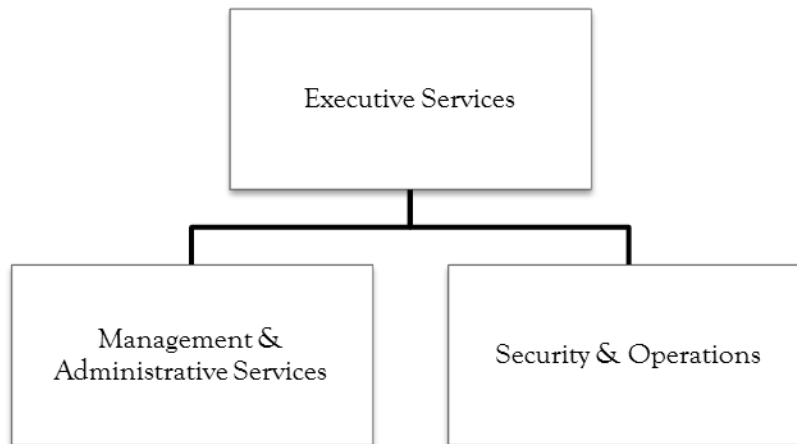 Executive Services
Management &
Administrative Services
Security & Operations